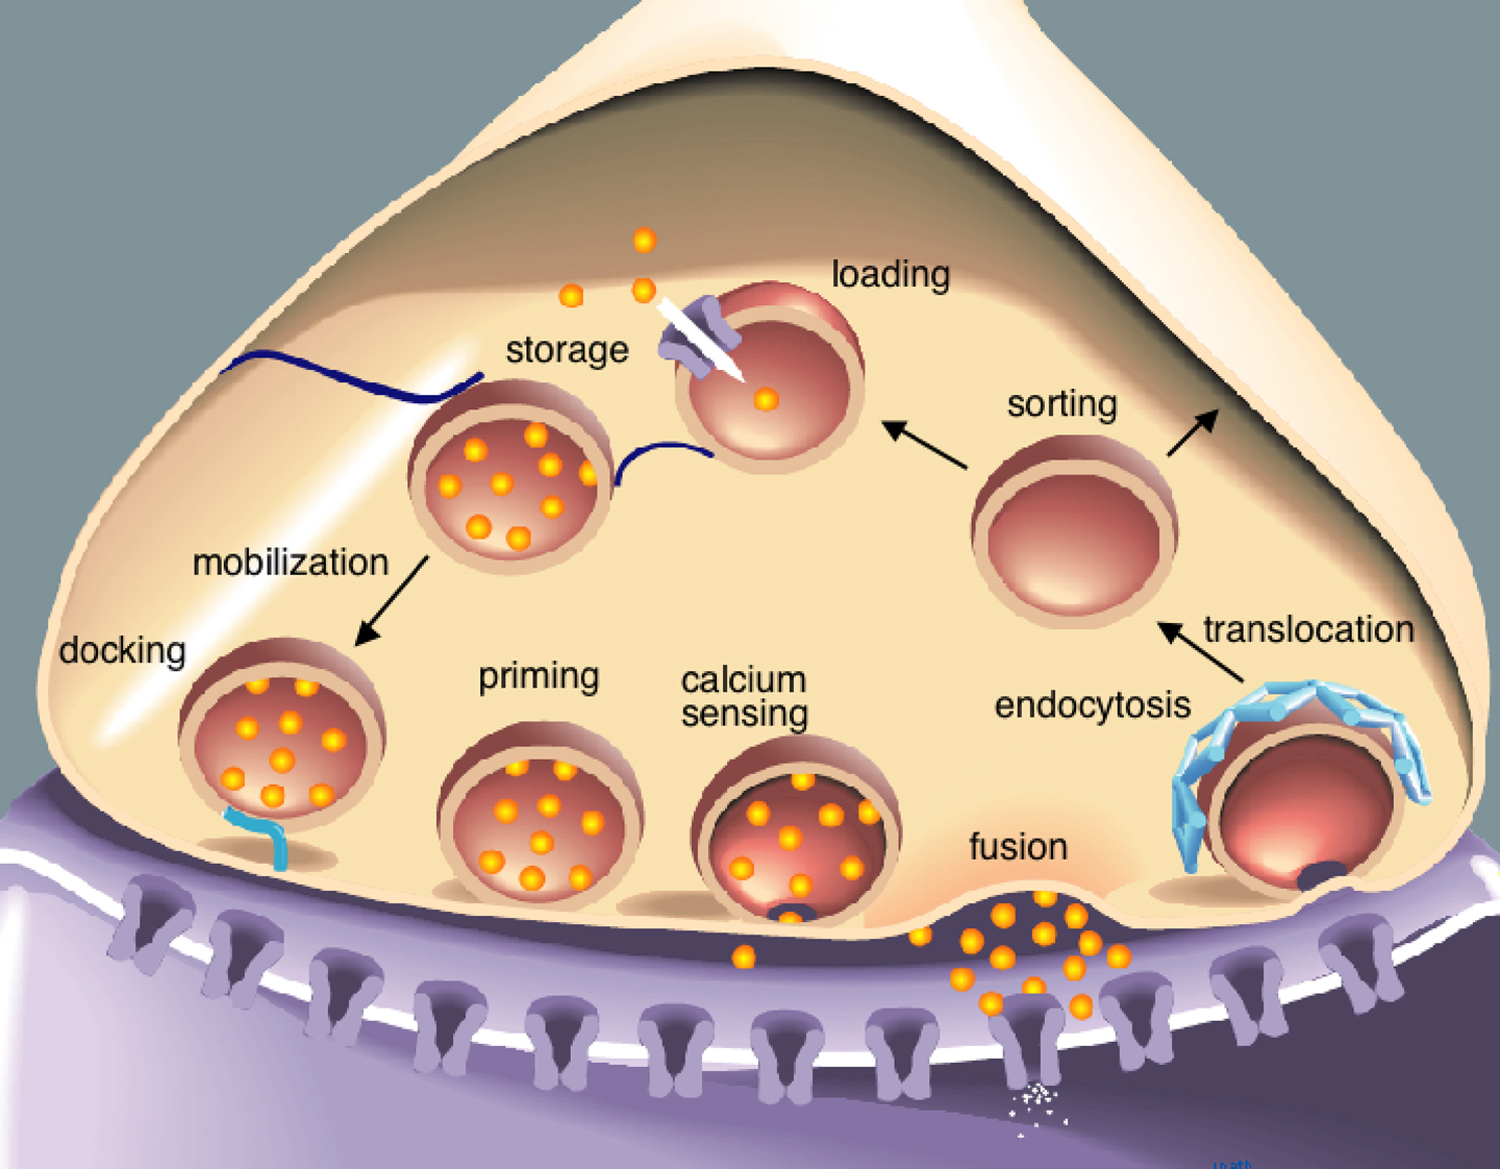 loading
storage
sorting
mobilization
translocation
docking
priming
calcium
sensing
endocytosis
fusion